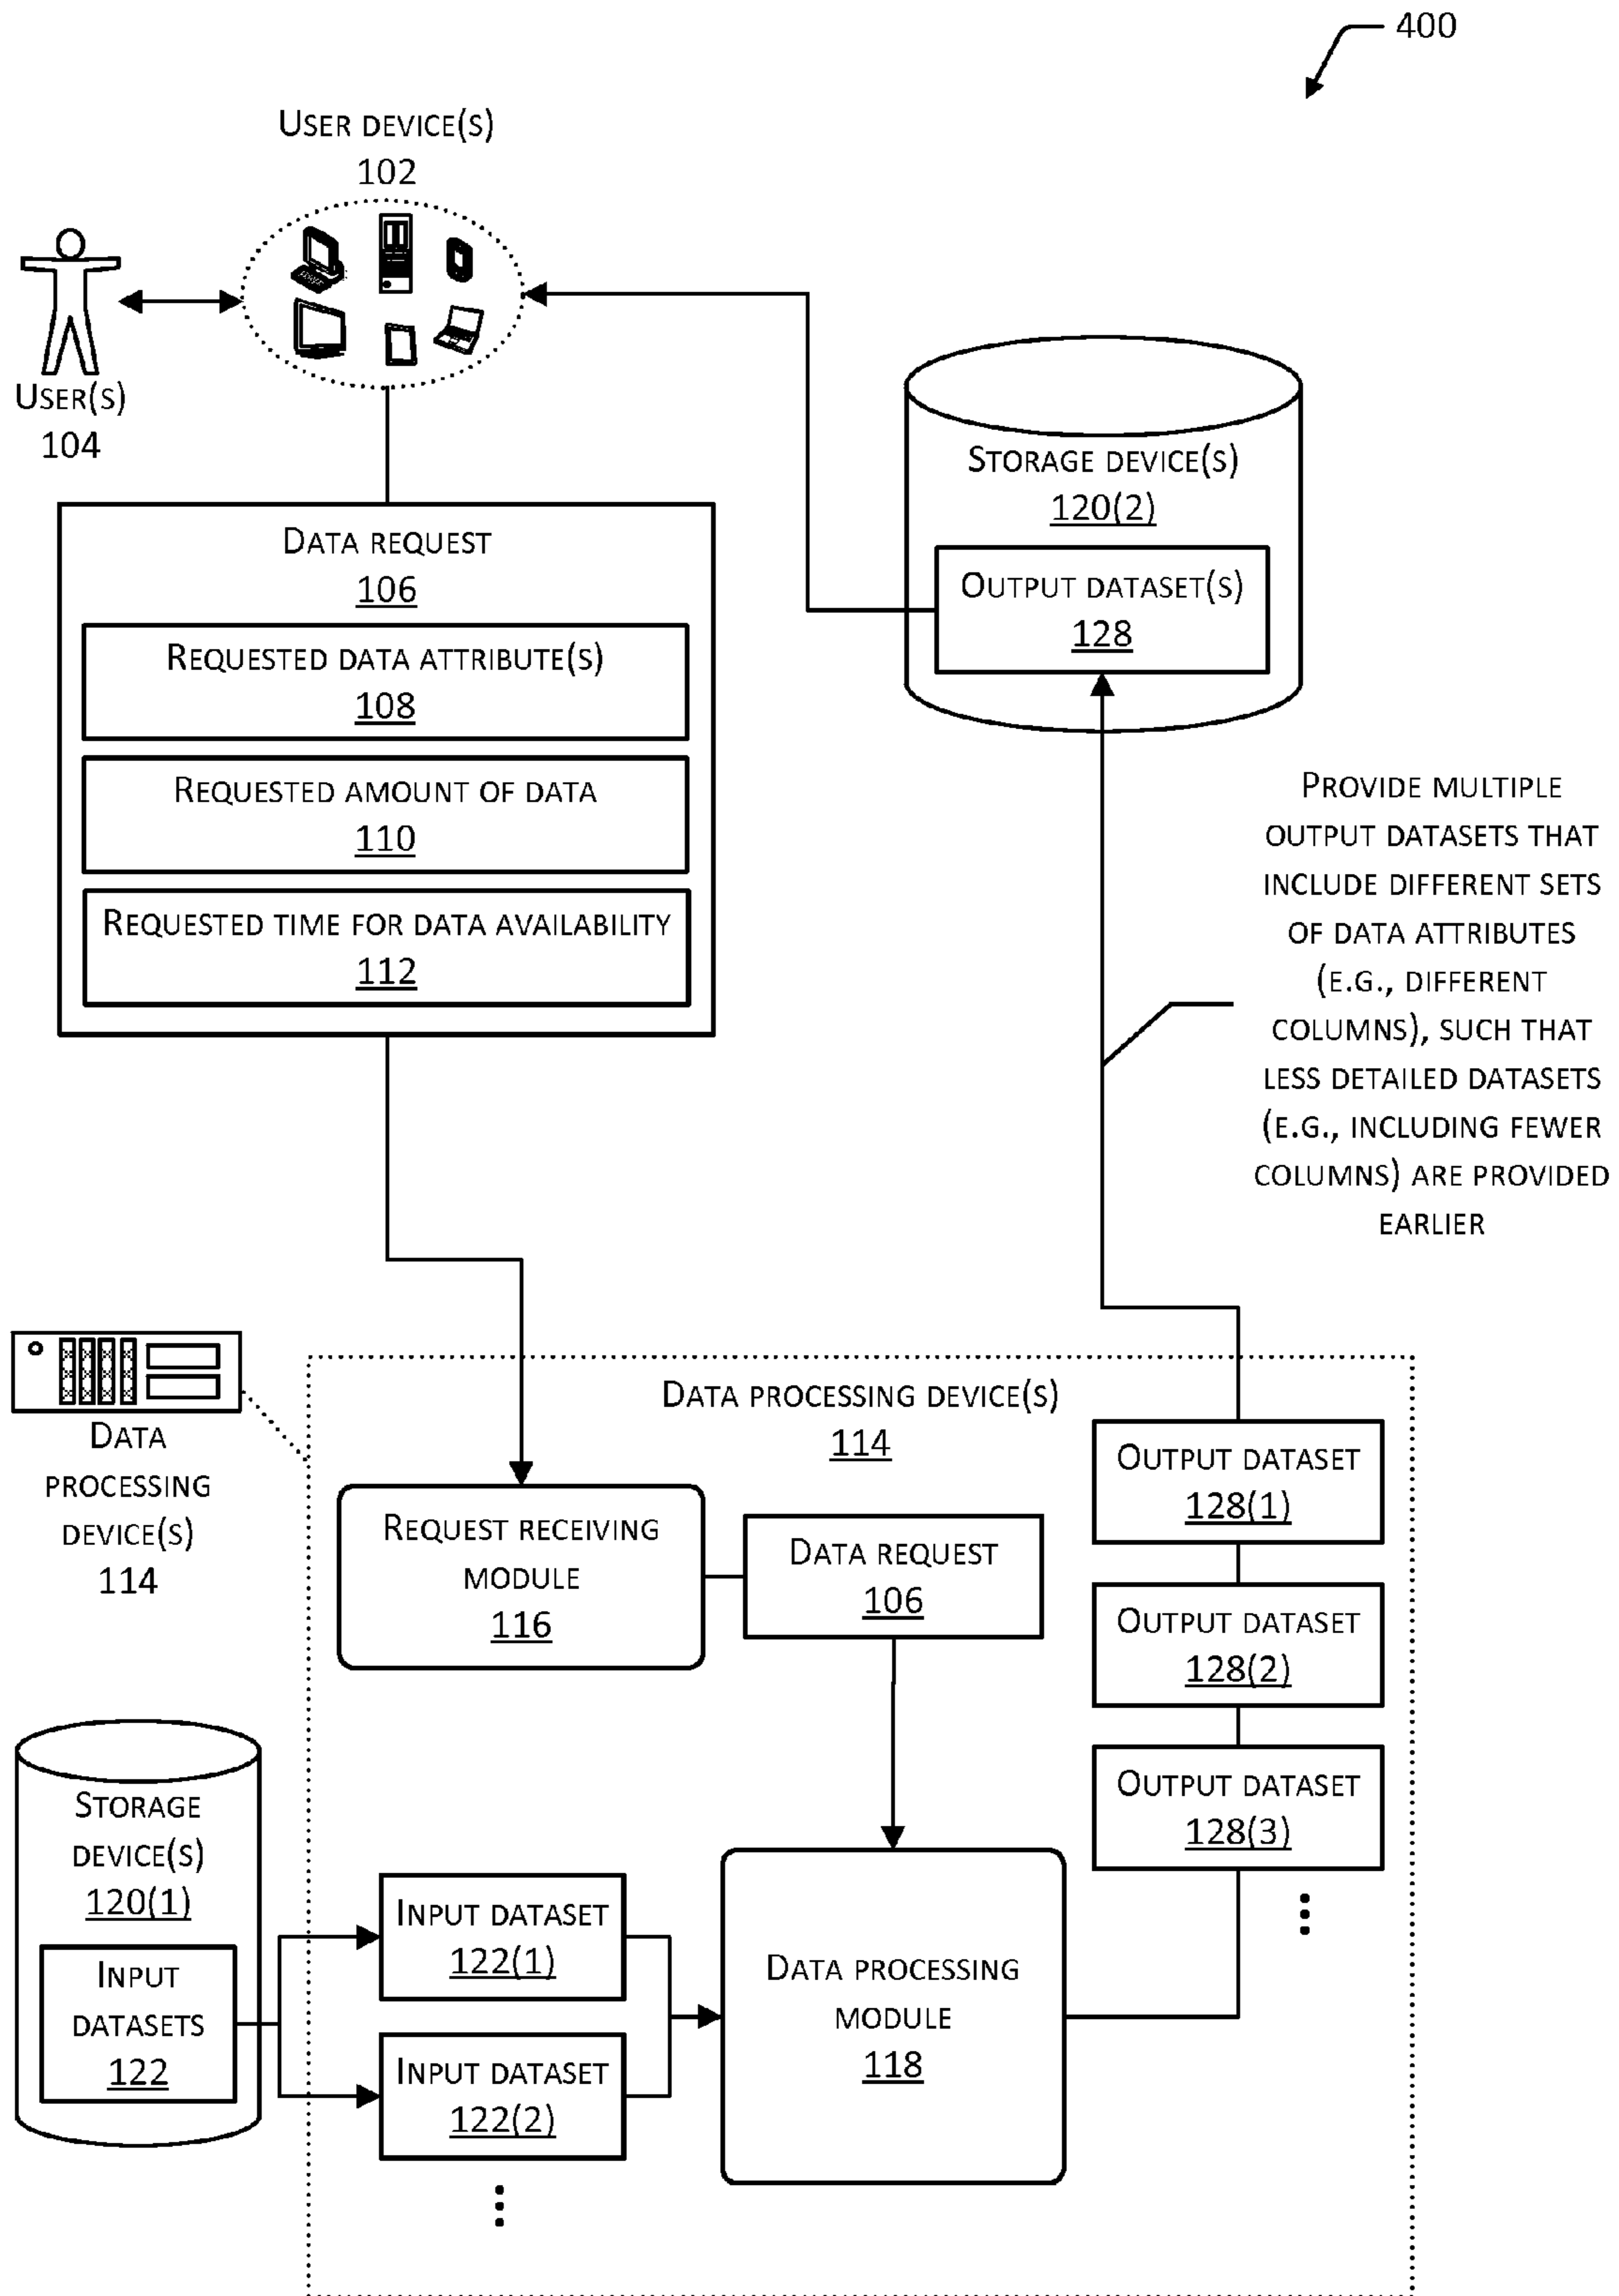 400
USER DEVICE(S)
102
USER(S)
104
DATA REQUEST
106
REQUESTED DATA ATTRIBUTE(S)
108
REQUESTED AMOUNT OF DATA
110
REQUESTED TIME FOR DATA AVAILABILITY
112
STORAGE DEVICE(S)
120(2)
OUTPUT DATASET(S)
128
PROVIDE MULTIPLE
OUTPUT DATASETS THAT
INCLUDE DIFFERENT SETS
OF DATA ATTRIBUTES
(E.G., DIFFERENT
COLUMNS), SUCH THAT
LESS DETAILED DATASETS
(E.G., INCLUDING FEWER
COLUMNS) ARE PROVIDED
EARLIER
DATA
PROCESSING
DEVICE(S)
114
DATA PROCESSING DEVICE(S)
114
REQUEST RECEIVING
MODULE
116
DATA REQUEST
106
OUTPUT DATASET
128(1)
OUTPUT DATASET
128(2)
OUTPUT DATASET
128(3)
STORAGE
DEVICE(S)
120(1)
INPUT
DATASETS
122
INPUT DATASET
122(1)
INPUT DATASET
122(2)
DATA PROCESSING
MODULE
118